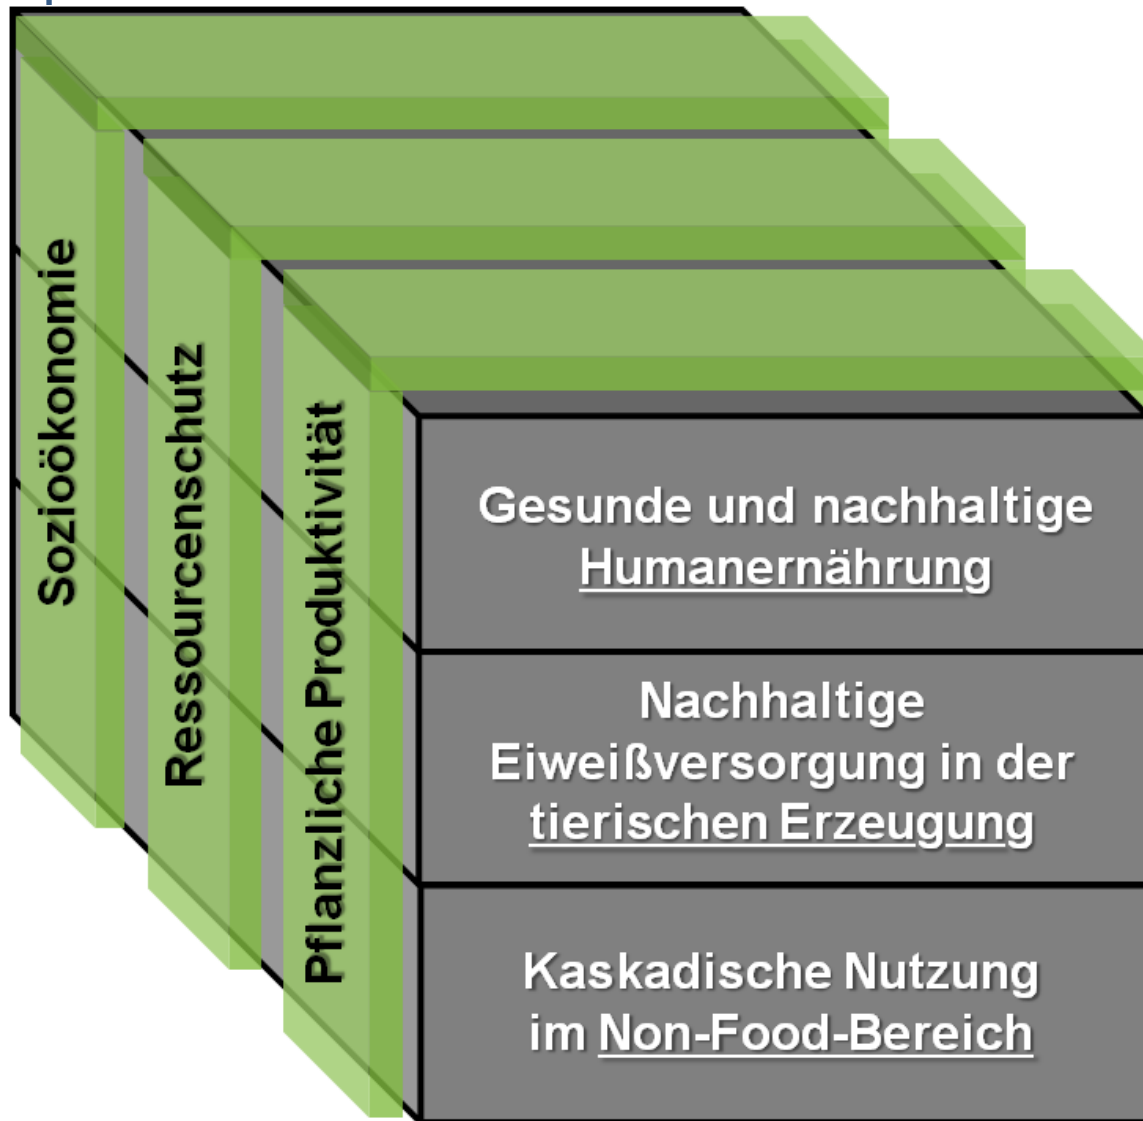 Sozioökonomie
Ressourcenschutz
Pflanzliche Produktivität
Gesunde und nachhaltige
Humanernährung
Nachhaltige
Eiweißversorgung in der
tierischen Erzeugung
Kaskadische Nutzung
im Non-Food-Bereich